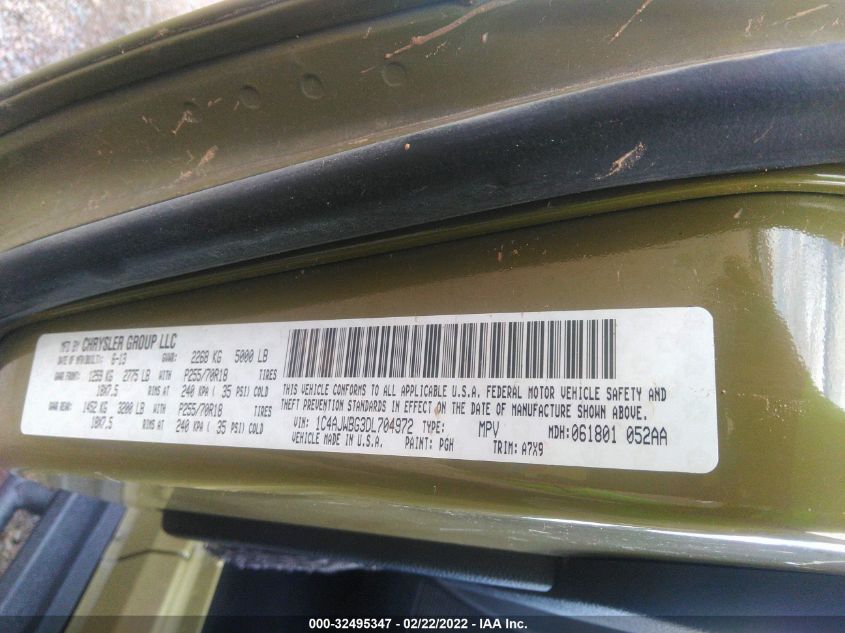 MFG BY CHRYSLER GROUP LLC
DATE OF MFR/BUILT: 6-13 GVWR: 2268 KG 5000 LB
GAWR FRONT: 1259 KG 2775 LB WITH P255/70R18 TIRES
18X7.5 RIMS AT 240 KPA ( 35 PSI) COLD
GAWR REAR: 1452 KG 3200 LB WITH P255/70R18 TIRES
18X7.5 RIMS AT 240 KPA ( 35 PSI) COLD
THIS VEHICLE CONFORMS TO ALL APPLICABLE U.S.A. FEDERAL MOTOR VEHICLE SAFETY AND
THEFT PREVENTION STANDARDS IN EFFECT ON THE DATE OF MANUFACTURE SHOWN ABOVE.
VIN: 1C4AJWBG3DL704972 TYPE: MPV MDH: 061801 052AA
VEHICLE MADE IN U.S.A. PAINT: PGH TRIM: A7X9
000-32495347 / 02/22/2022 - IAA Inc.